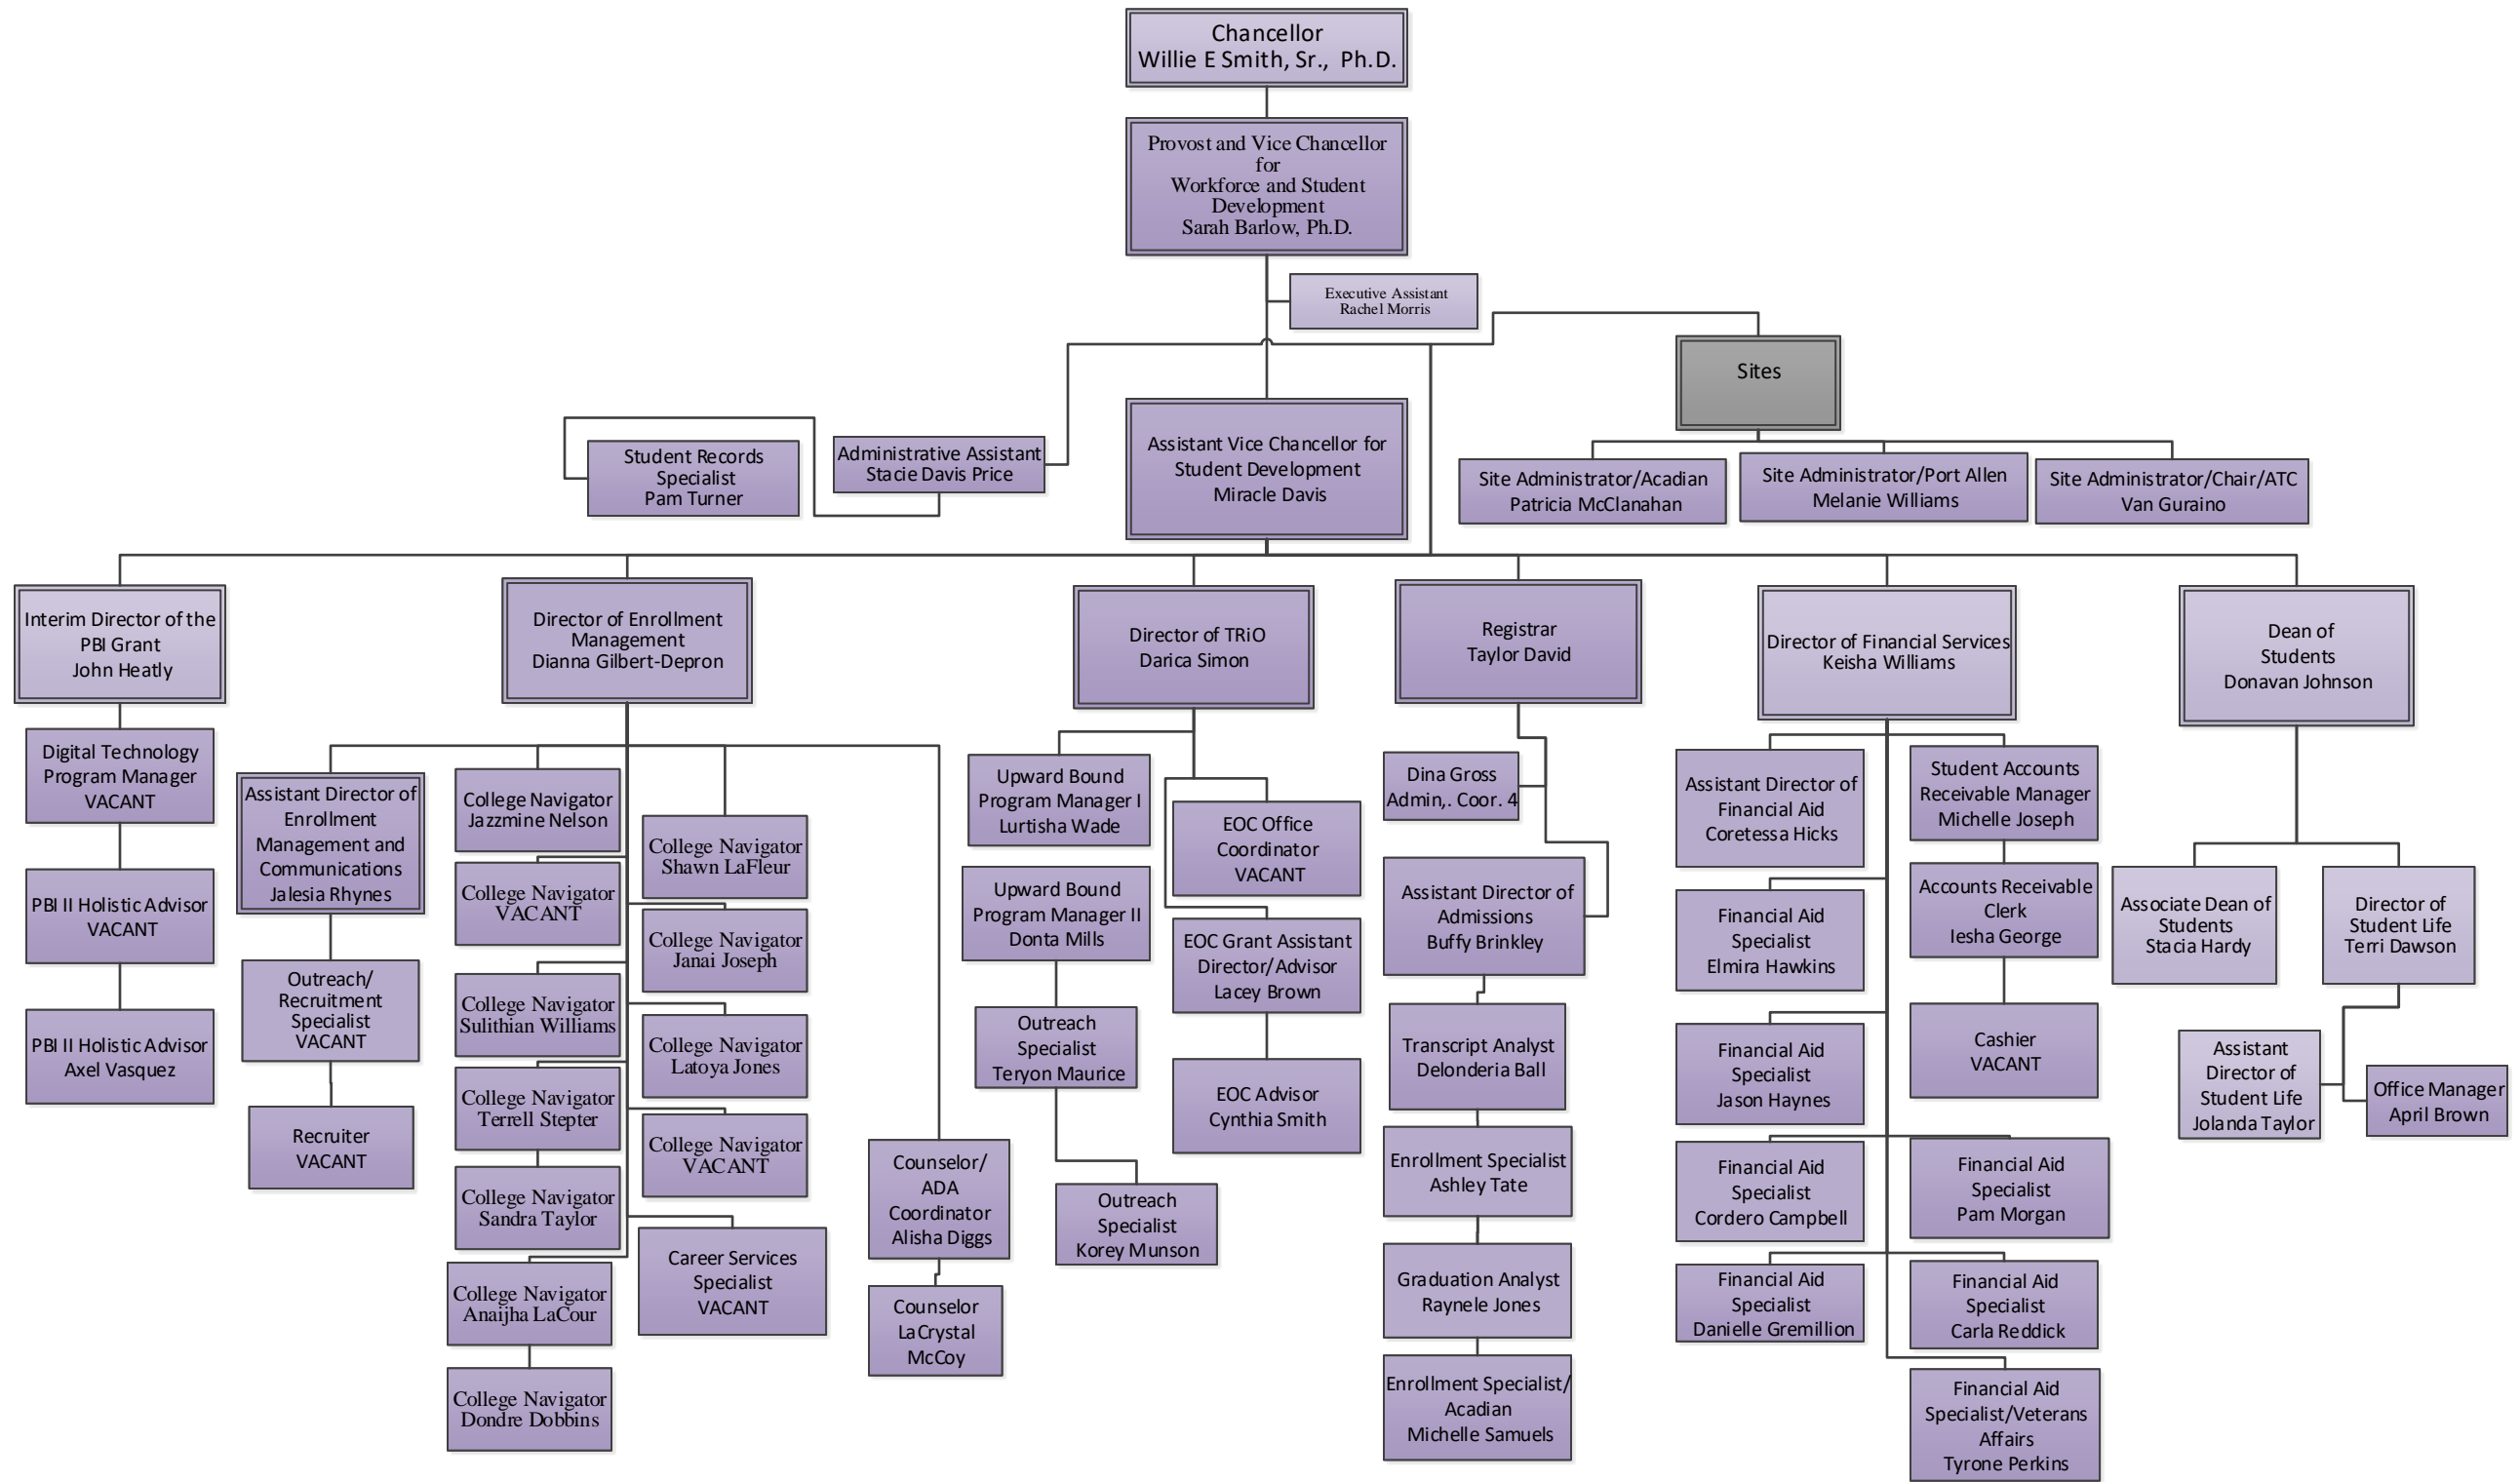 Chancellor
Willie E Smith, Sr., Ph.D.
Provost and Vice Chancellor
for
Workforce and Student
Development
Sarah Barlow, Ph.D.
Executive Assistant
Rachel Morris
Sites
Student Records
Specialist
Pam Turner
Administrative Assistant
Stacie Davis Price
Assistant Vice Chancellor for
Student Development
Miracle Davis
Site Administrator/Acadian
Patricia McClanahan
Site Administrator/Port Allen
Melanie Williams
Site Administrator/Chair/ATC
Van Guraino
Interim Director of the
PBI Grant
John Heatly
Director of Enrollment
Management
Dianna Gilbert-Depron
Director of TRiO
Darica Simon
Registrar
Taylor David
Director of Financial Services
Keisha Williams
Dean of
Students
Donavan Johnson
Digital Technology
Program Manager
VACANT
PBI II Holistic Advisor
VACANT
PBI II Holistic Advisor
Axel Vasquez
Assistant Director of
Enrollment
Management and
Communications
Jalesia Rhynes
Outreach/
Recruitment
Specialist
VACANT
Recruiter
VACANT
College Navigator
Jazzmine Nelson
College Navigator
VACANT
College Navigator
Sulithian Williams
College Navigator
Terrell Stepter
College Navigator
Sandra Taylor
College Navigator
Anaijha LaCour
College Navigator
Dondre Dobbins
College Navigator
Shawn LaFleur
College Navigator
Janai Joseph
College Navigator
Latoya Jones
College Navigator
VACANT
Career Services
Specialist
VACANT
Counselor/
ADA
Coordinator
Alisha Diggs
Counselor
LaCrystal
McCoy
Upward Bound
Program Manager I
Lurtisha Wade
Upward Bound
Program Manager II
Donta Mills
Outreach
Specialist
Teryon Maurice
Outreach
Specialist
Korey Munson
EOC Office
Coordinator
VACANT
EOC Grant Assistant
Director/Advisor
Lacey Brown
EOC Advisor
Cynthia Smith
Dina Gross
Admin,. Coor. 4
Assistant Director of
Admissions
Buffy Brinkley
Transcript Analyst
Delonderia Ball
Enrollment Specialist
Ashley Tate
Graduation Analyst
Raynele Jones
Enrollment Specialist/
Acadian
Michelle Samuels
Assistant Director of
Financial Aid
Coretessa Hicks
Financial Aid
Specialist
Elmira Hawkins
Financial Aid
Specialist
Jason Haynes
Financial Aid
Specialist
Cordero Campbell
Financial Aid
Specialist
Danielle Gremillion
Student Accounts
Receivable Manager
Michelle Joseph
Accounts Receivable
Clerk
Iesha George
Cashier
VACANT
Financial Aid
Specialist
Pam Morgan
Financial Aid
Specialist
Carla Reddick
Financial Aid
Specialist/Veterans
Affairs
Tyrone Perkins
Associate Dean of
Students
Stacia Hardy
Director of
Student Life
Terri Dawson
Assistant
Director of
Student Life
Jolanda Taylor
Office Manager
April Brown